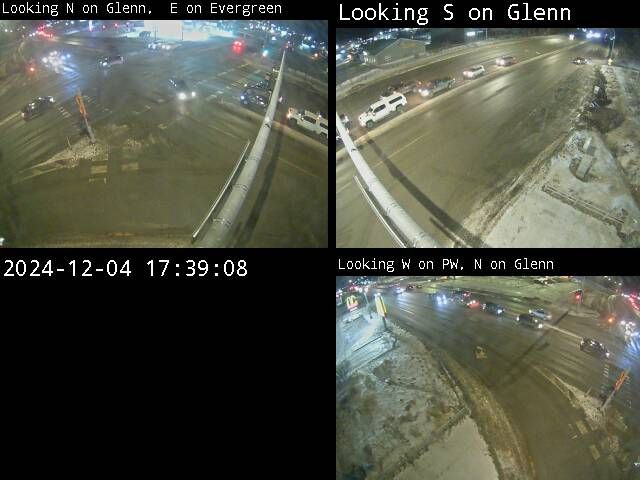 Looking N on Glenn, E on Evergreen
Looking S on Glenn
2024-12-04 17:39:08
Looking W on PW, N on Glenn